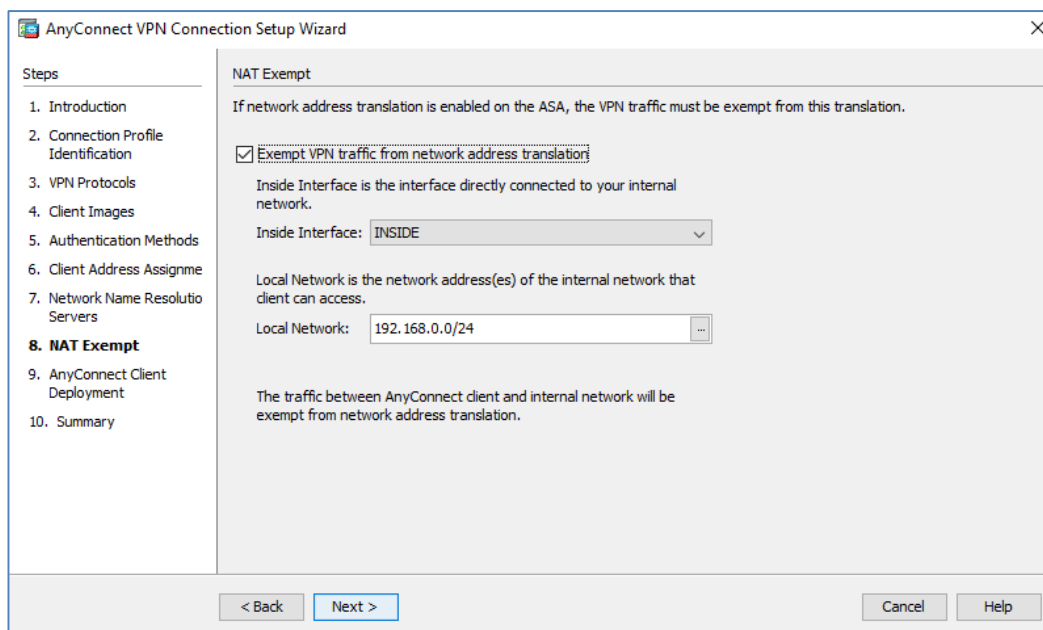 AnyConnect VPN Connection Setup Wizard
Steps
1. Introduction
2. Connection Profile
Identification
3. VPN Protocols
4. Client Images
5. Authentication Methods
6. Client Address Assignme
7. Network Name Resolutio
Servers
8. NAT Exempt
9. AnyConnect Client
Deployment
10. Summary
NAT Exempt
If network address translation is enabled on the ASA, the VPN traffic must be exempt from this translation.
Exempt VPN traffic from network address translation
Inside Interface is the interface directly connected to your internal
network.
Inside Interface: INSIDE
Local Network is the network address(es) of the internal network that
client can access.
Local Network: 192.168.0.0/24 ...
The traffic between AnyConnect client and internal network will be
exempt from network address translation.
< Back Next > Cancel Help